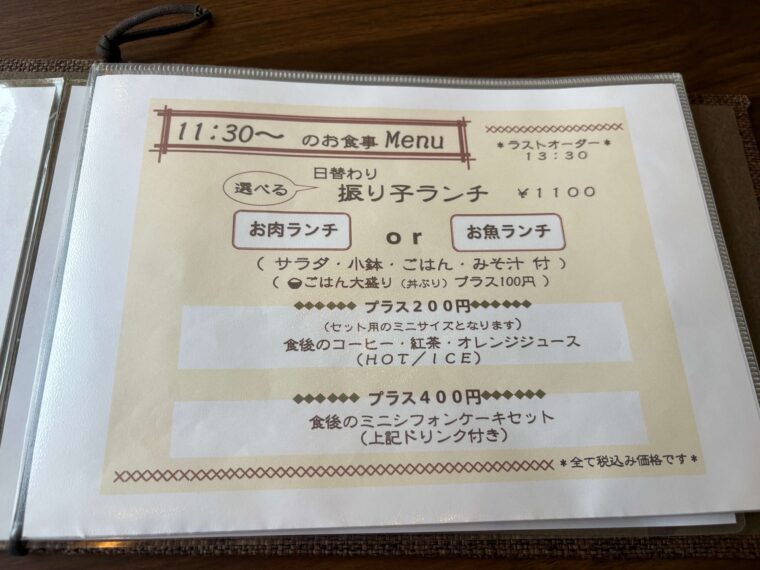 11:30～ のお食事 Menu
＊ラストオーダー＊
13：30
日替わり
選べる 振り子ランチ ￥1100
お肉ランチ or お魚ランチ
（ サラダ・小鉢・ごはん・みそ汁 付 ）
（ ごはん大盛り（丼ぶり）プラス100円 ）
◆◆◆◆◆◆ プラス２００円 ◆◆◆◆◆◆
（セット用のミニサイズとなります）
食後のコーヒー・紅茶・オレンジジュース
（HOT／ICE）
◆◆◆◆◆◆ プラス４００円 ◆◆◆◆◆◆
食後のミニシフォンケーキセット
（上記ドリンク付き）
＊全て税込み価格です＊